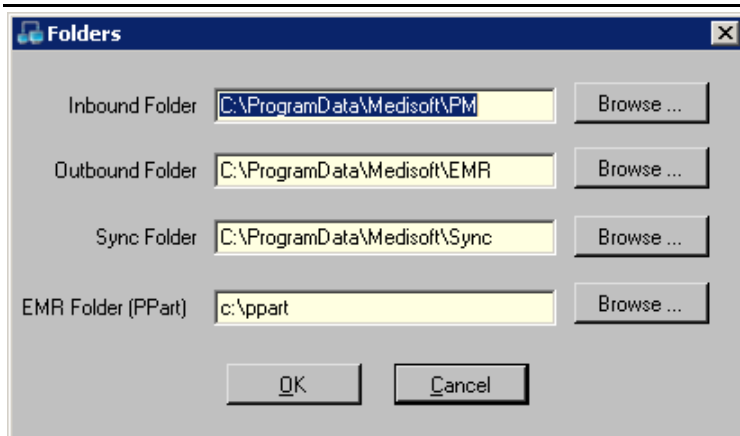 Folders
Inbound Folder C:\ProgramData\Medisoft\PM Browse ...
Outbound Folder C:\ProgramData\Medisoft\EMR Browse ...
Sync Folder C:\ProgramData\Medisoft\Sync Browse ...
EMR Folder (PPart) c:\ppart Browse ...
OK Cancel